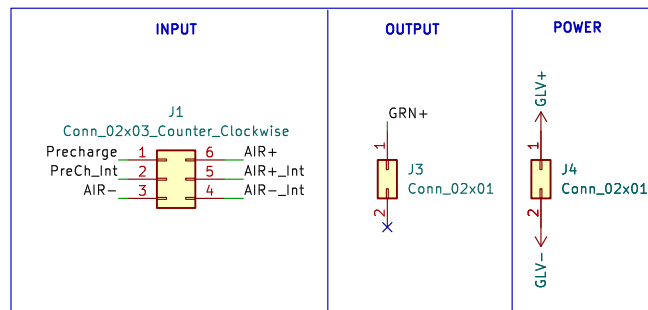 INPUT
J1
Conn_02x03_Counter_Clockwise
Precharge 1 6 AIR+
PreCh_Int 2 5 AIR+_Int
AIR- 3 4 AIR-_Int
OUTPUT
GRN+
1
J3
Conn_02x01
2
POWER
GLV+
1
J4
Conn_02x01
2
GLV-